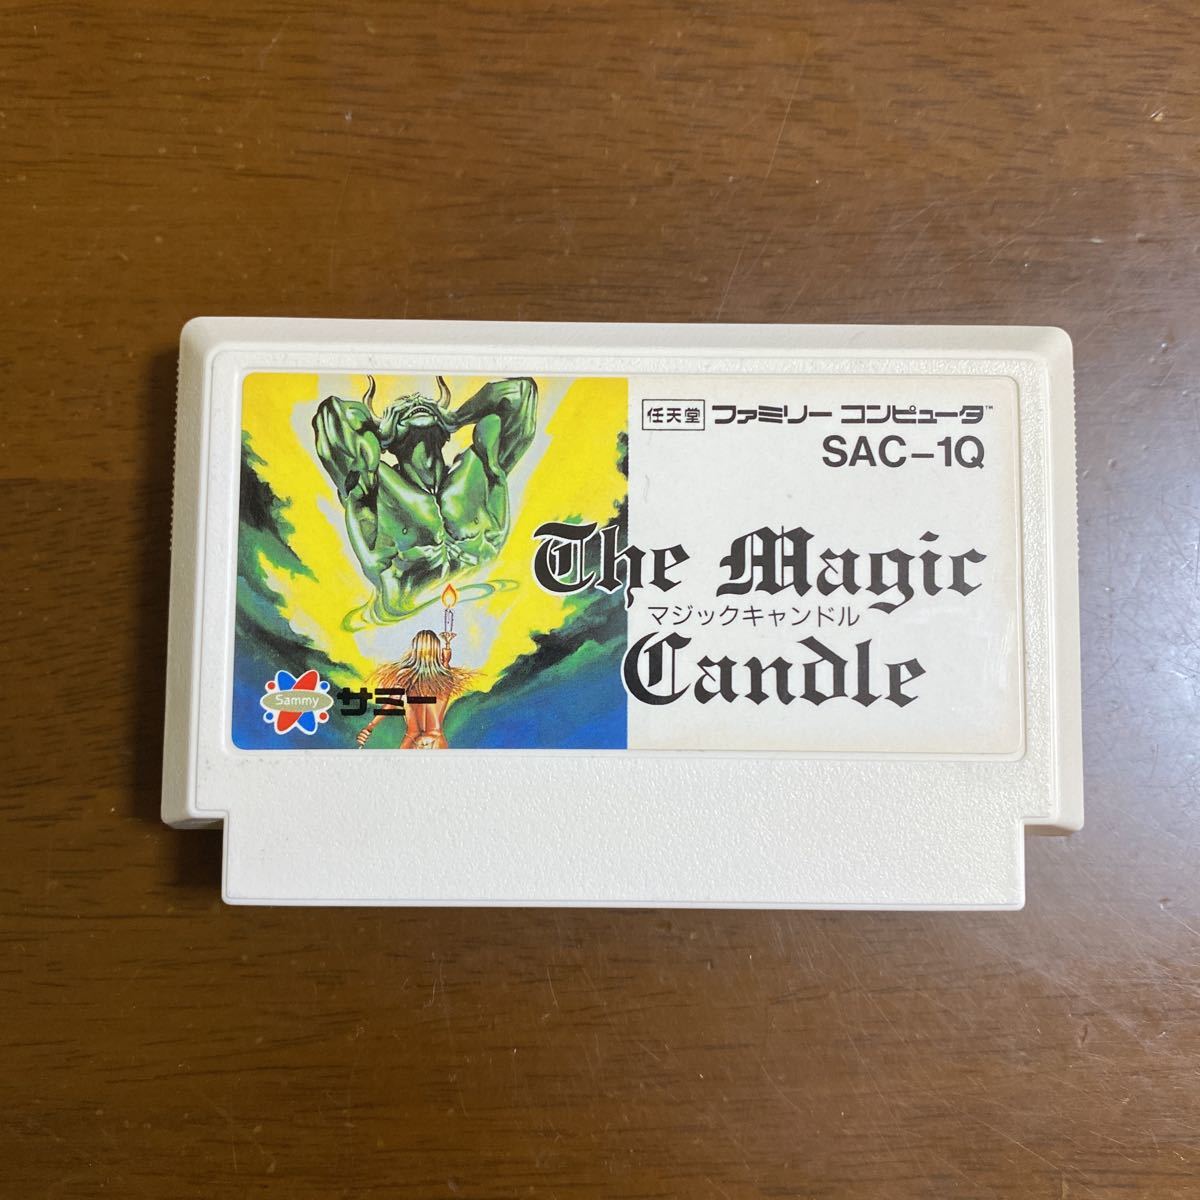 任天堂 ファミリーコンピュータ™
SAC-1Q
The Magic
マジックキャンドル
Candle
Sammy サミー